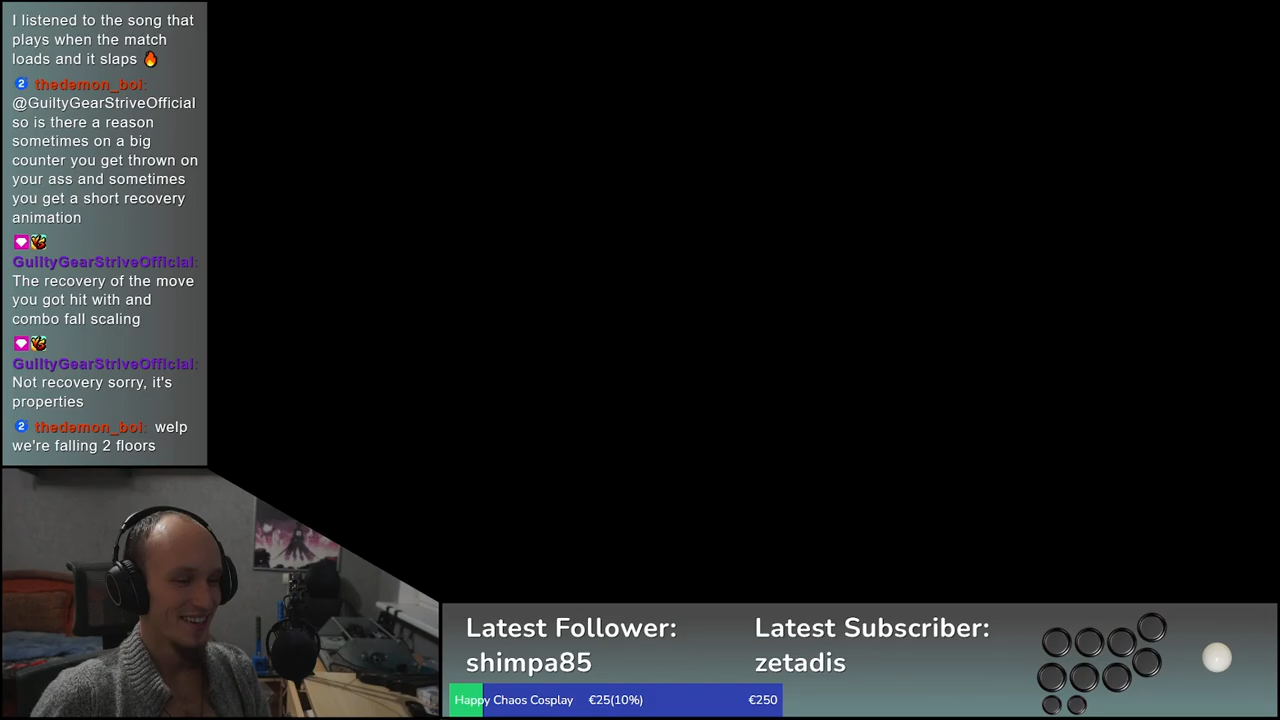 I listened to the song that
plays when the match
loads and it slaps
2 thedemon_boi:
@GuiltyGearStriveOfficial
so is there a reason
sometimes on a big
counter you get thrown on
your ass and sometimes
you get a short recovery
animation
GuiltyGearStriveOfficial:
The recovery of the move
you got hit with and
combo fall scaling
GuiltyGearStriveOfficial:
Not recovery sorry, it's
properties
2 thedemon_boi: welp
we're falling 2 floors
Latest Follower:
shimpa85
Latest Subscriber:
zetadis
Happy Chaos Cosplay €25(10%) €250